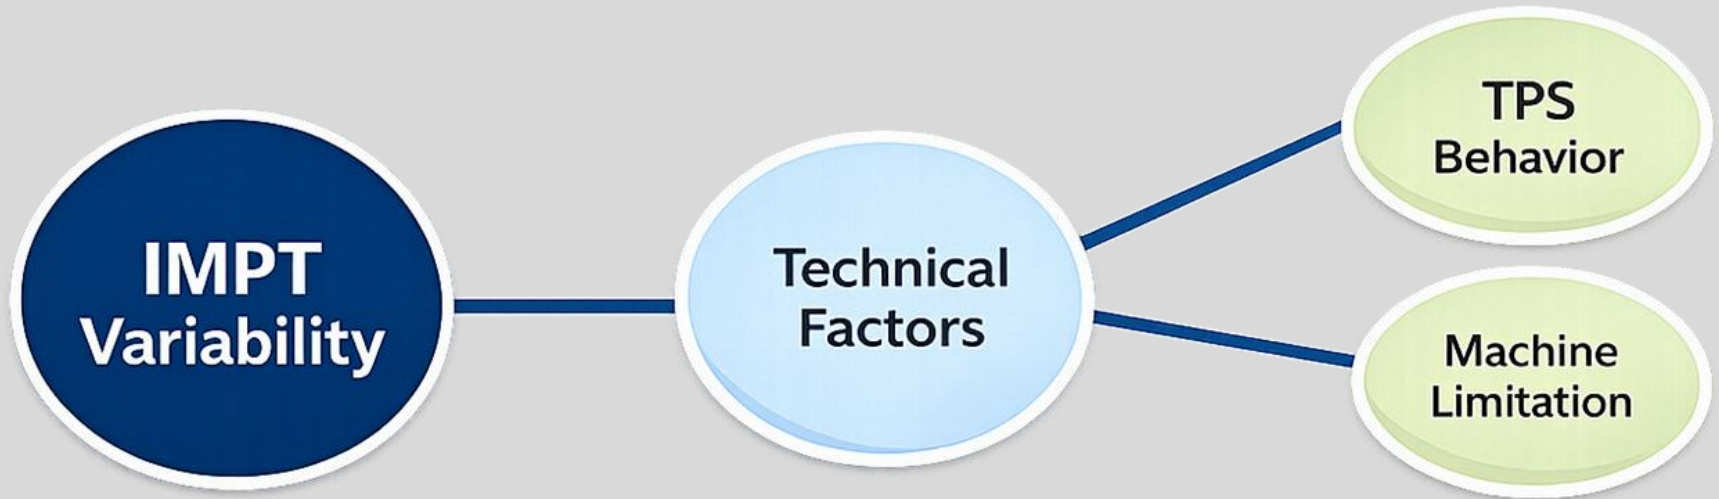 IMPT
Variability
Technical
Factors
TPS
Behavior
Machine
Limitation